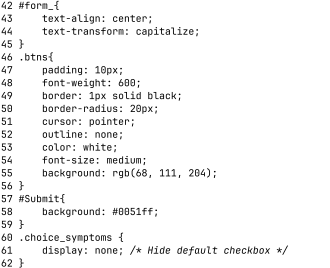 42 #form_{
43     text-align: center;
44     text-transform: capitalize;
45 }
46 .btns{
47     padding: 10px;
48     font-weight: 600;
49     border: 1px solid black;
50     border-radius: 20px;
51     cursor: pointer;
52     outline: none;
53     color: white;
54     font-size: medium;
55     background: rgb(68, 111, 204);
56 }
57 #Submit{
58     background: #0051ff;
59 }
60 .choice_symptoms {
61     display: none; /* Hide default checkbox */
62 }